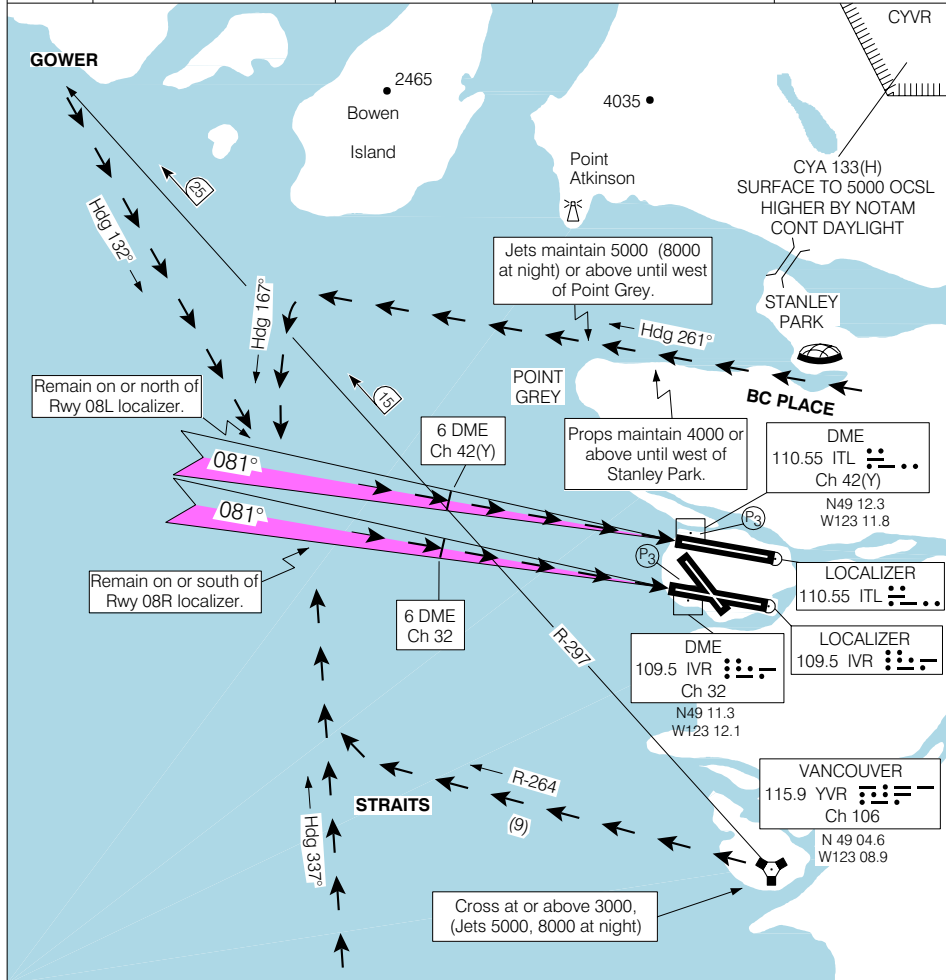 CYVR
GOWER
2465
Bowen
Island
4035
Point
Atkinson
CYA 133(H)
SURFACE TO 5000 OCSL
HIGHER BY NOTAM
CONT DAYLIGHT
25
Hdg 132°
Jets maintain 5000 (8000
at night) or above until west
of Point Grey.
STANLEY
PARK
Hdg 167°
Hdg 261°
Remain on or north of
Rwy 08L localizer.
15
POINT
GREY
BC PLACE
6 DME
Ch 42(Y)
Props maintain 4000 or
above until west of
Stanley Park.
DME
110.55 ITL
Ch 42(Y)
N49 12.3
W123 11.8
081°
P3
081°
P3
Remain on or south of
Rwy 08R localizer.
6 DME
Ch 32
LOCALIZER
110.55 ITL
LOCALIZER
109.5 IVR
DME
109.5 IVR
Ch 32
N49 11.3
W123 12.1
R-297
R-264
(9)
STRAITS
Hdg 337°
VANCOUVER
115.9 YVR
Ch 106
N 49 04.6
W123 08.9
Cross at or above 3000,
(Jets 5000, 8000 at night)